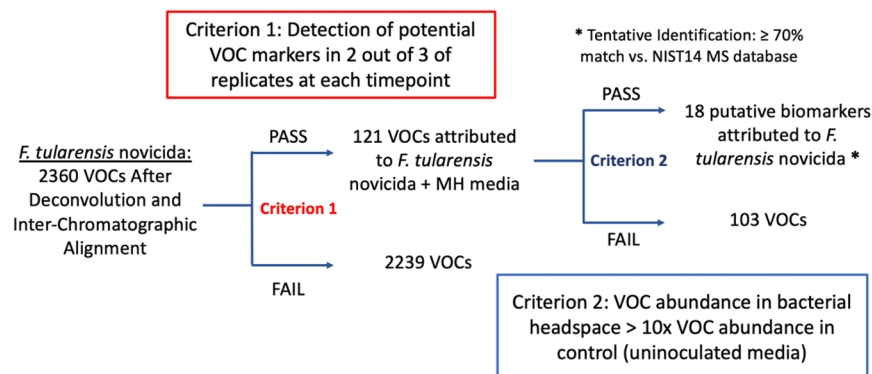 Criterion 1: Detection of potential
VOC markers in 2 out of 3 of
replicates at each timepoint
* Tentative Identification: ≥ 70%
match vs. NIST14 MS database
F. tularensis novicida:
2360 VOCs After
Deconvolution and
Inter-Chromatographic
Alignment
PASS
Criterion 1
FAIL
121 VOCs attributed
to F. tularensis
novicida + MH media
2239 VOCs
PASS
Criterion 2
FAIL
18 putative biomarkers
attributed to F.
tularensis novicida *
103 VOCs
Criterion 2: VOC abundance in bacterial
headspace > 10x VOC abundance in
control (uninoculated media)